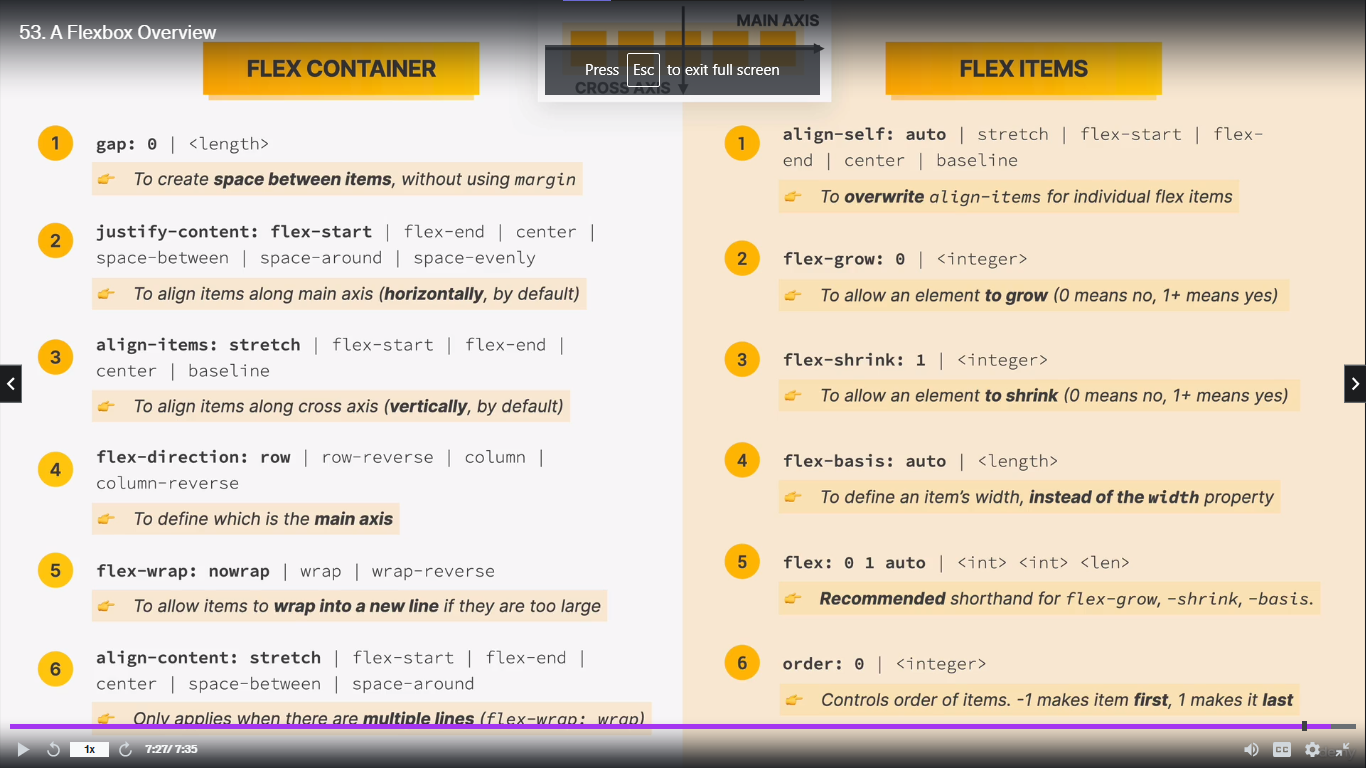 53. A Flexbox Overview
MAIN AXIS
Press Esc to exit full screen
CROSS AXIS
FLEX CONTAINER
1
gap: 0 | <length>
👉 To create space between items, without using margin
2
justify-content: flex-start | flex-end | center |
space-between | space-around | space-evenly
👉 To align items along main axis (horizontally, by default)
3
align-items: stretch | flex-start | flex-end |
center | baseline
👉 To align items along cross axis (vertically, by default)
4
flex-direction: row | row-reverse | column |
column-reverse
👉 To define which is the main axis
5
flex-wrap: nowrap | wrap | wrap-reverse
👉 To allow items to wrap into a new line if they are too large
6
align-content: stretch | flex-start | flex-end |
center | space-between | space-around
👉 Only applies when there are multiple lines (flex-wrap: wrap)
FLEX ITEMS
1
align-self: auto | stretch | flex-start | flex-
end | center | baseline
👉 To overwrite align-items for individual flex items
2
flex-grow: 0 | <integer>
👉 To allow an element to grow (0 means no, 1+ means yes)
3
flex-shrink: 1 | <integer>
👉 To allow an element to shrink (0 means no, 1+ means yes)
4
flex-basis: auto | <length>
👉 To define an item’s width, instead of the width property
5
flex: 0 1 auto | <int> <int> <len>
👉 Recommended shorthand for flex-grow, -shrink, -basis.
6
order: 0 | <integer>
👉 Controls order of items. -1 makes item first, 1 makes it last
1x
7:27/ 7:35
CC